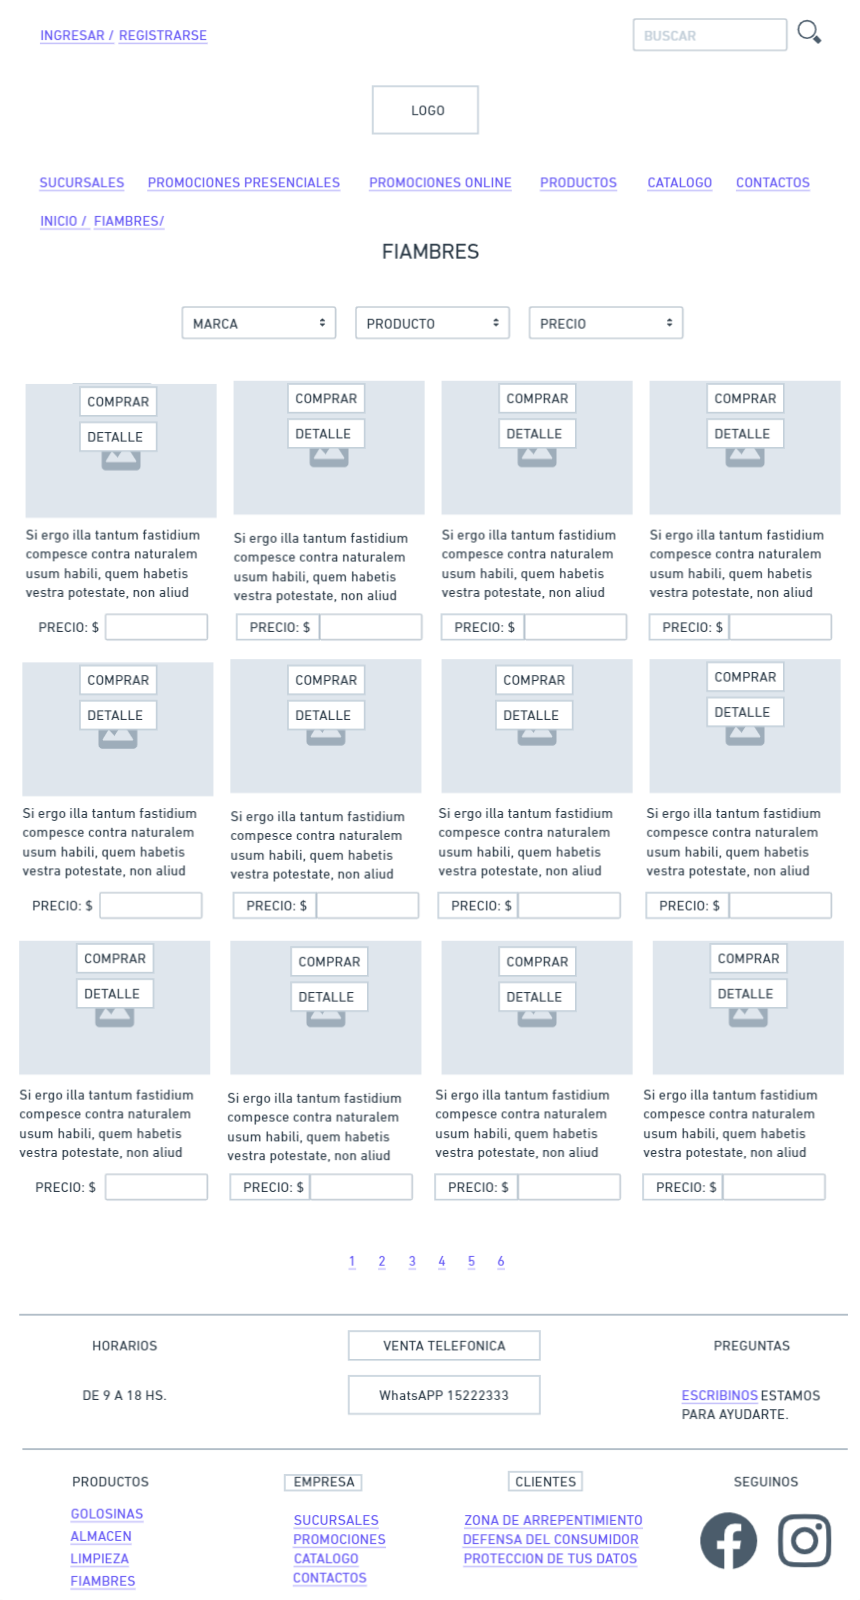 INGRESAR / REGISTRARSE
BUSCAR
LOGO
SUCURSALES PROMOCIONES PRESENCIALES PROMOCIONES ONLINE PRODUCTOS CATALOGO CONTACTOS
INICIO / FIAMBRES/
FIAMBRES
MARCA PRODUCTO PRECIO
COMPRAR
DETALLE
Si ergo illa tantum fastidium
compesce contra naturalem
usum habili, quem habetis
vestra potestate, non aliud
PRECIO: $
COMPRAR
DETALLE
Si ergo illa tantum fastidium
compesce contra naturalem
usum habili, quem habetis
vestra potestate, non aliud
PRECIO: $
COMPRAR
DETALLE
Si ergo illa tantum fastidium
compesce contra naturalem
usum habili, quem habetis
vestra potestate, non aliud
PRECIO: $
COMPRAR
DETALLE
Si ergo illa tantum fastidium
compesce contra naturalem
usum habili, quem habetis
vestra potestate, non aliud
PRECIO: $
COMPRAR
DETALLE
Si ergo illa tantum fastidium
compesce contra naturalem
usum habili, quem habetis
vestra potestate, non aliud
PRECIO: $
COMPRAR
DETALLE
Si ergo illa tantum fastidium
compesce contra naturalem
usum habili, quem habetis
vestra potestate, non aliud
PRECIO: $
COMPRAR
DETALLE
Si ergo illa tantum fastidium
compesce contra naturalem
usum habili, quem habetis
vestra potestate, non aliud
PRECIO: $
COMPRAR
DETALLE
Si ergo illa tantum fastidium
compesce contra naturalem
usum habili, quem habetis
vestra potestate, non aliud
PRECIO: $
COMPRAR
DETALLE
Si ergo illa tantum fastidium
compesce contra naturalem
usum habili, quem habetis
vestra potestate, non aliud
PRECIO: $
COMPRAR
DETALLE
Si ergo illa tantum fastidium
compesce contra naturalem
usum habili, quem habetis
vestra potestate, non aliud
PRECIO: $
COMPRAR
DETALLE
Si ergo illa tantum fastidium
compesce contra naturalem
usum habili, quem habetis
vestra potestate, non aliud
PRECIO: $
COMPRAR
DETALLE
Si ergo illa tantum fastidium
compesce contra naturalem
usum habili, quem habetis
vestra potestate, non aliud
PRECIO: $
1 2 3 4 5 6
HORARIOS
DE 9 A 18 HS.
VENTA TELEFONICA
WhatsAPP 15222333
PREGUNTAS
ESCRIBINOS ESTAMOS
PARA AYUDARTE.
PRODUCTOS
GOLOSINAS
ALMACEN
LIMPIEZA
FIAMBRES
EMPRESA
SUCURSALES
PROMOCIONES
CATALOGO
CONTACTOS
CLIENTES
ZONA DE ARREPENTIMIENTO
DEFENSA DEL CONSUMIDOR
PROTECCION DE TUS DATOS
SEGUINOS